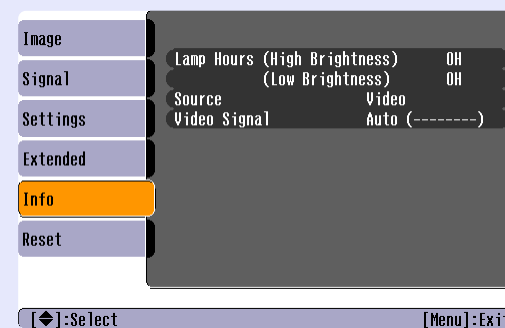 Image
Signal
Settings
Extended
Info
Reset
Lamp Hours (High Brightness) 0H
(Low Brightness) 0H
Source Video
Video Signal Auto (--------)
[◆]:Select [Menu]:Exit